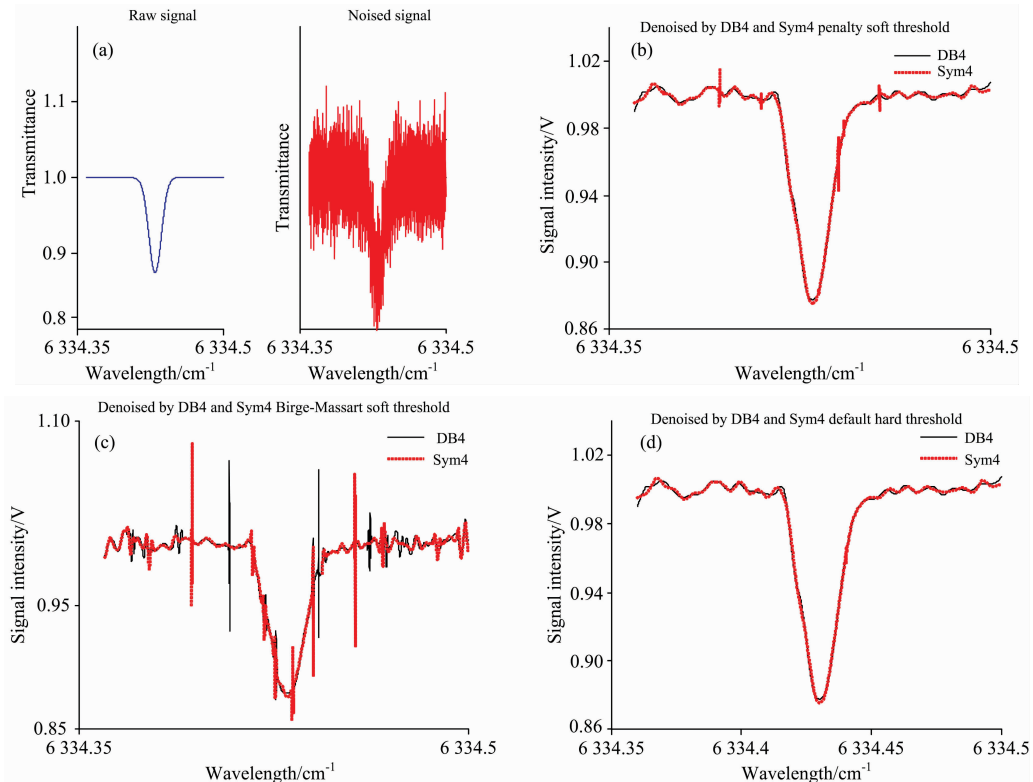 Raw signal
Noised signal
(a)
Transmittance
1.1
1.0
0.9
0.8
6 334.35
6 334.5
Wavelength/cm-1
Transmittance
6 334.35
6 334.5
Wavelength/cm-1
Denoised by DB4 and Sym4 penalty soft threshold
(b)
DB4
Sym4
Signal intensity/V
1.02
0.98
0.94
0.90
0.86
6 334.35
6 334.5
Wavelength/cm-1
Denoised by DB4 and Sym4 Birge-Massart soft threshold
(c)
DB4
Sym4
Signal intensity/V
1.10
0.95
0.85
6 334.35
6 334.5
Wavelength/cm-1
Denoised by DB4 and Sym4 default hard threshold
(d)
DB4
Sym4
Signal intensity/V
1.02
0.98
0.94
0.90
0.86
6 334.36
6 334.4
6 334.45
6 334.5
Wavelength/cm-1